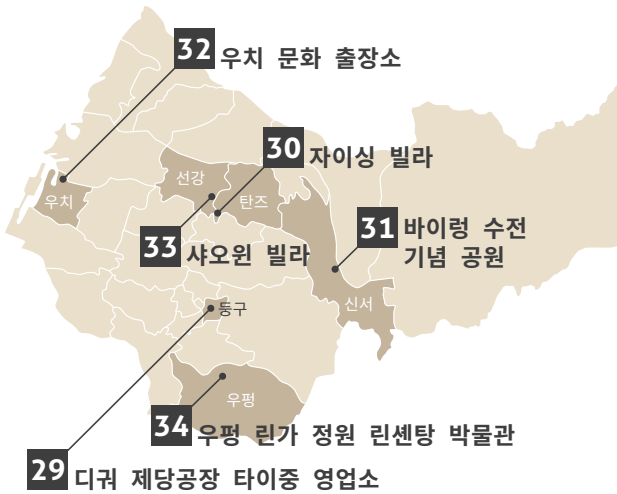 32 우치 문화 출장소
30 자이싱 빌라
선강
탄즈
우치
31 바이렁 수전
기념 공원
33 샤오윈 빌라
신서
동구
우펑
34 우펑 린가 정원 린셴탕 박물관
29 디궈 제당공장 타이중 영업소